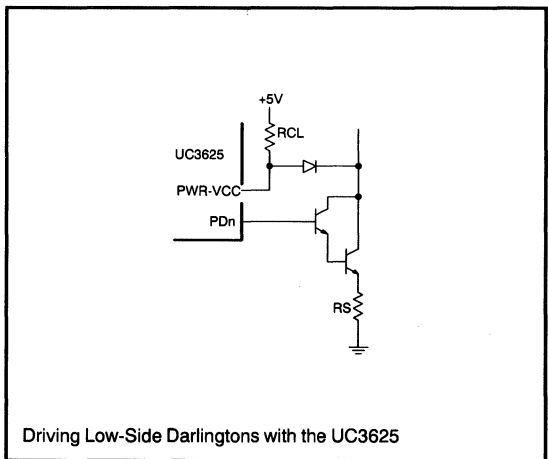 +5V
RCL
UC3625
PWR-VCC
PDn
RS
Driving Low-Side Darlingtons with the UC3625